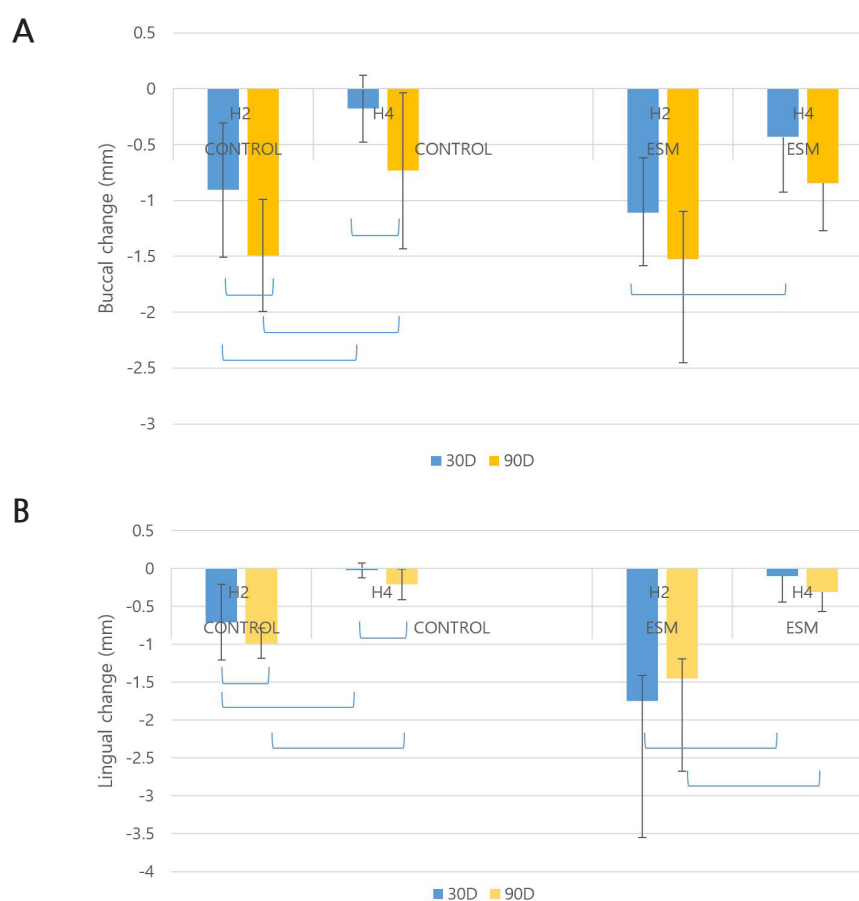 A
0.5
0
-0.5
-1
-1.5
-2
-2.5
-3
Buccal change (mm)
H2 H4 H2 H4
CONTROL CONTROL ESM ESM
30D 90D
B
0.5
0
-0.5
-1
-1.5
-2
-2.5
-3
-3.5
-4
Lingual change (mm)
H2 H4 H2 H4
CONTROL CONTROL ESM ESM
30D 90D